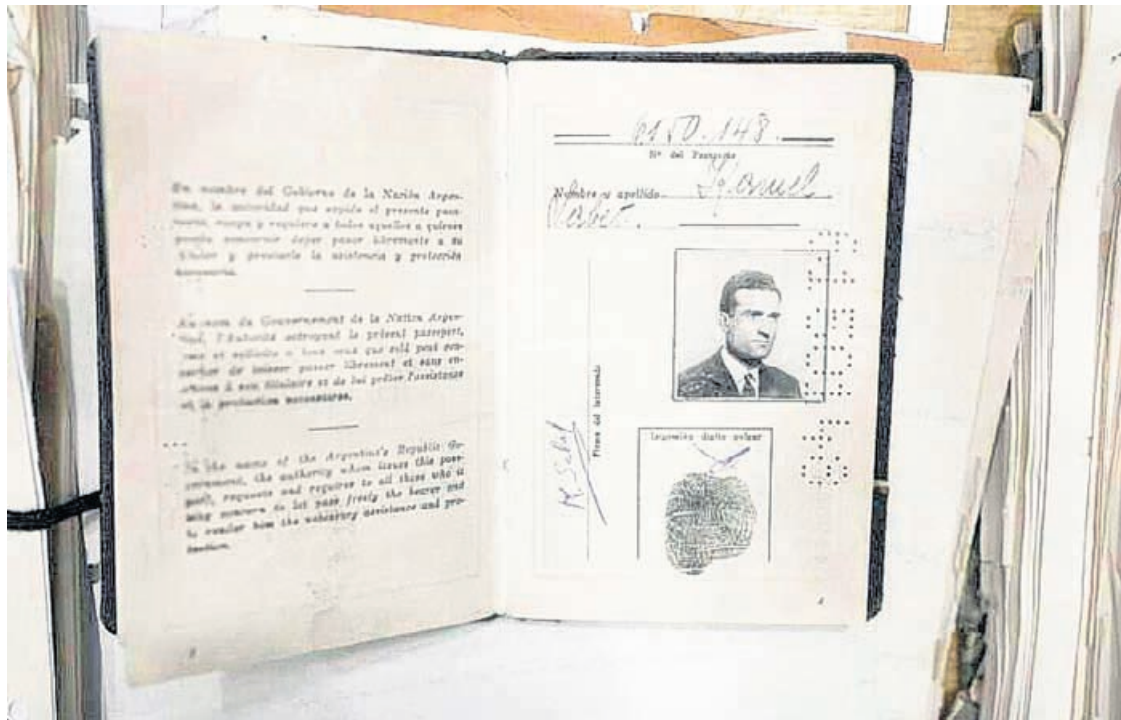 En nombre del Gobierno de la Nación Argen-
tina, la autoridad que expide el presente pasa-
porte, ruega y requiere a todos aquellos a quienes
pueda concernir dejar pasar libremente a su
titular y prestarle la asistencia y protección
necesaria.
Au nom du Gouvernement de la Nation Argen-
tine, l'Autorité octroyant le présent passeport,
prie et sollicite a tous ceux que cela peut con-
cerner de laisser passer librement et sans en-
a son titulaire et de lui prêter l'assistance
et la protection nécessaires.
In the name of the Argentine's Republic Go-
vernment, the authority whom issues this pass-
port, requests and requires to all those who it
may concern to let pass freely the bearer and
to render him the necessary assistance and pro-
tection.
Nº del Pasaporte
Nombre y apellido
Firma del interesado
Impresión dígito pulgar